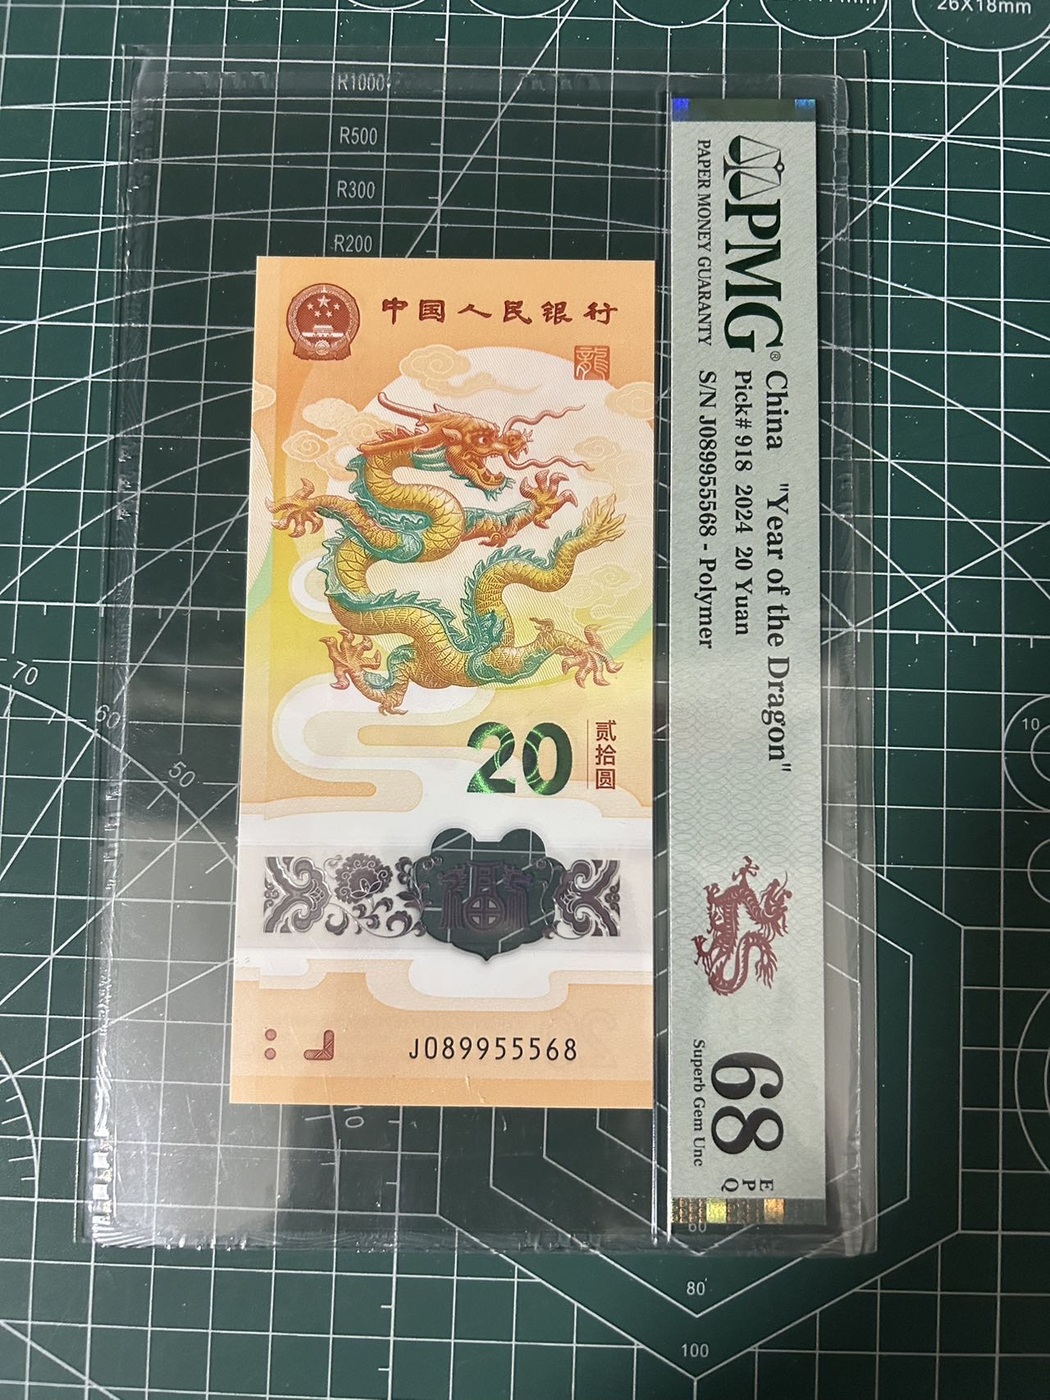 26X18mm
R1000
R500
R300
R200
中国人民银行
龍
20
贰拾圆
福
J089955568
PMG®
PAPER MONEY GUARANTY
China "Year of the Dragon"
Pick# 918 2024 20 Yuan
S/N J089955568 - Polymer
68
EPQ
Superb Gem Unc
70
60
50
10
10
60
80
100